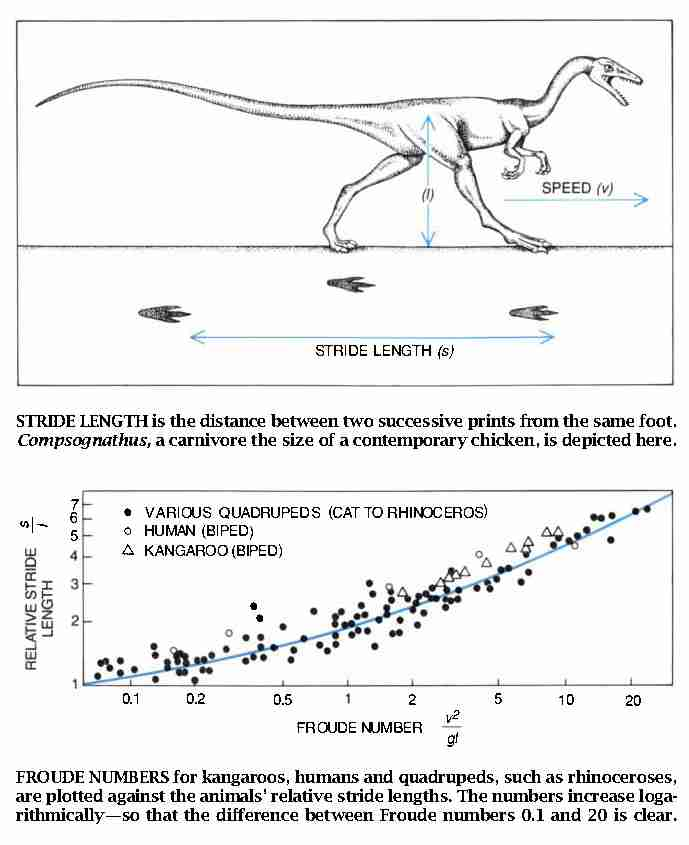 (l)
SPEED (v)
STRIDE LENGTH (s)
STRIDE LENGTH is the distance between two successive prints from the same foot.
Compsognathus, a carnivore the size of a contemporary chicken, is depicted here.
7
6
5
4
3
2
1
RELATIVE STRIDE
LENGTH
s/l
VARIOUS QUADRUPEDS (CAT TO RHINOCEROS)
HUMAN (BIPED)
KANGAROO (BIPED)
0.1 0.2 0.5 1 2 5 10 20
FROUDE NUMBER v²/gl
FROUDE NUMBERS for kangaroos, humans and quadrupeds, such as rhinoceroses,
are plotted against the animals' relative stride lengths. The numbers increase loga-
rithmically—so that the difference between Froude numbers 0.1 and 20 is clear.